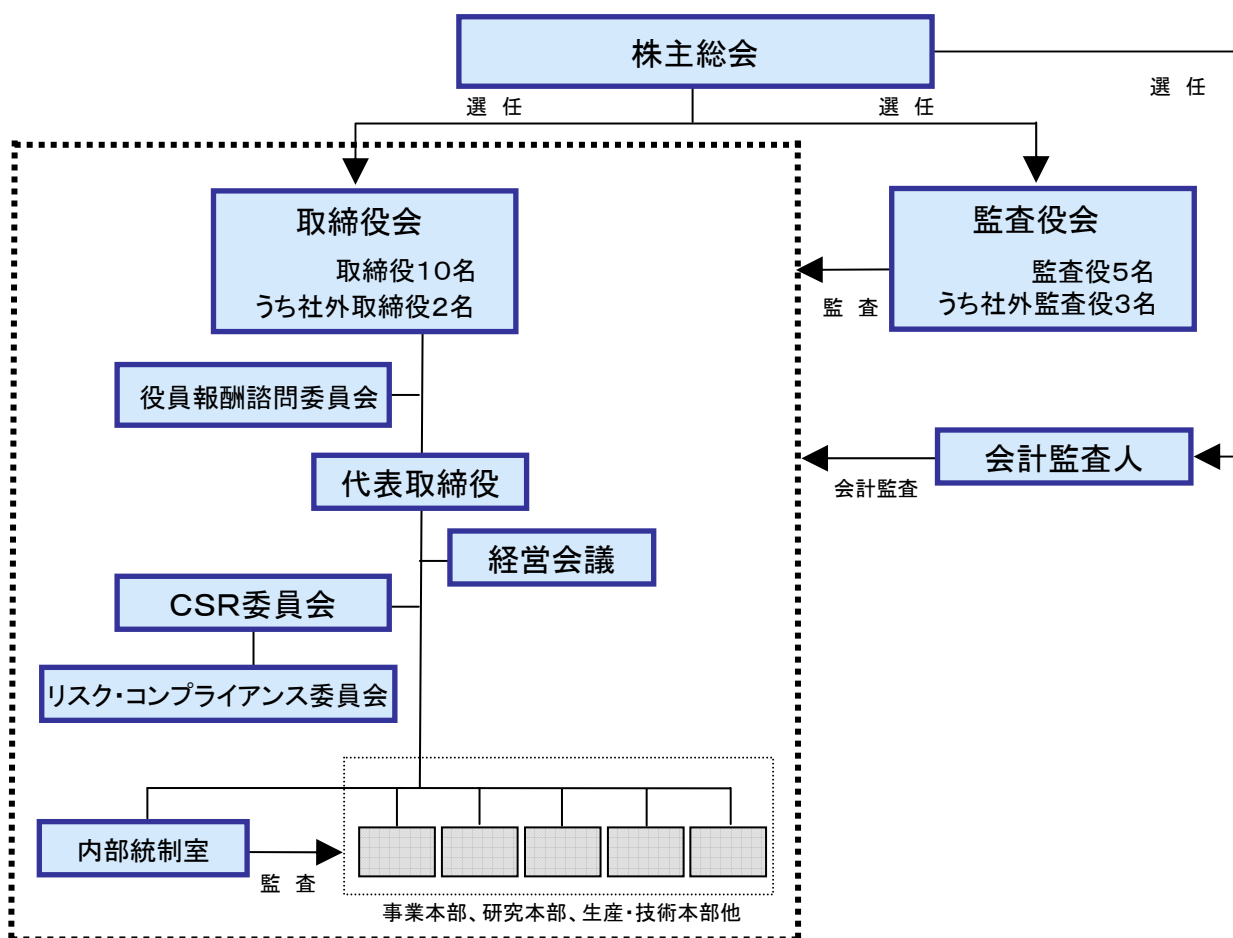 株主総会
選 任
選 任
選 任
取締役会
取締役10名
うち社外取締役2名
監査役会
監査役5名
うち社外監査役3名
監 査
役員報酬諮問委員会
代表取締役
会計監査人
会計監査
経営会議
CSR委員会
リスク・コンプライアンス委員会
内部統制室
監 査
事業本部、研究本部、生産・技術本部他